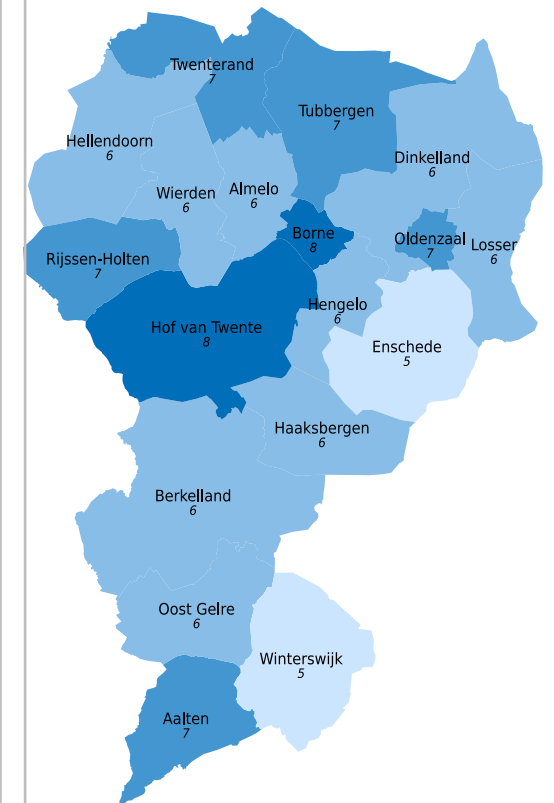 Twenterand
7
Tubbergen
7
Hellendoorn
6
Dinkelland
6
Wierden
6
Almelo
6
Borne
8
Oldenzaal
7
Losser
6
Rijssen-Holten
7
Hengelo
6
Hof van Twente
8
Enschede
5
Haaksbergen
6
Berkelland
6
Oost Gelre
6
Winterswijk
5
Aalten
7